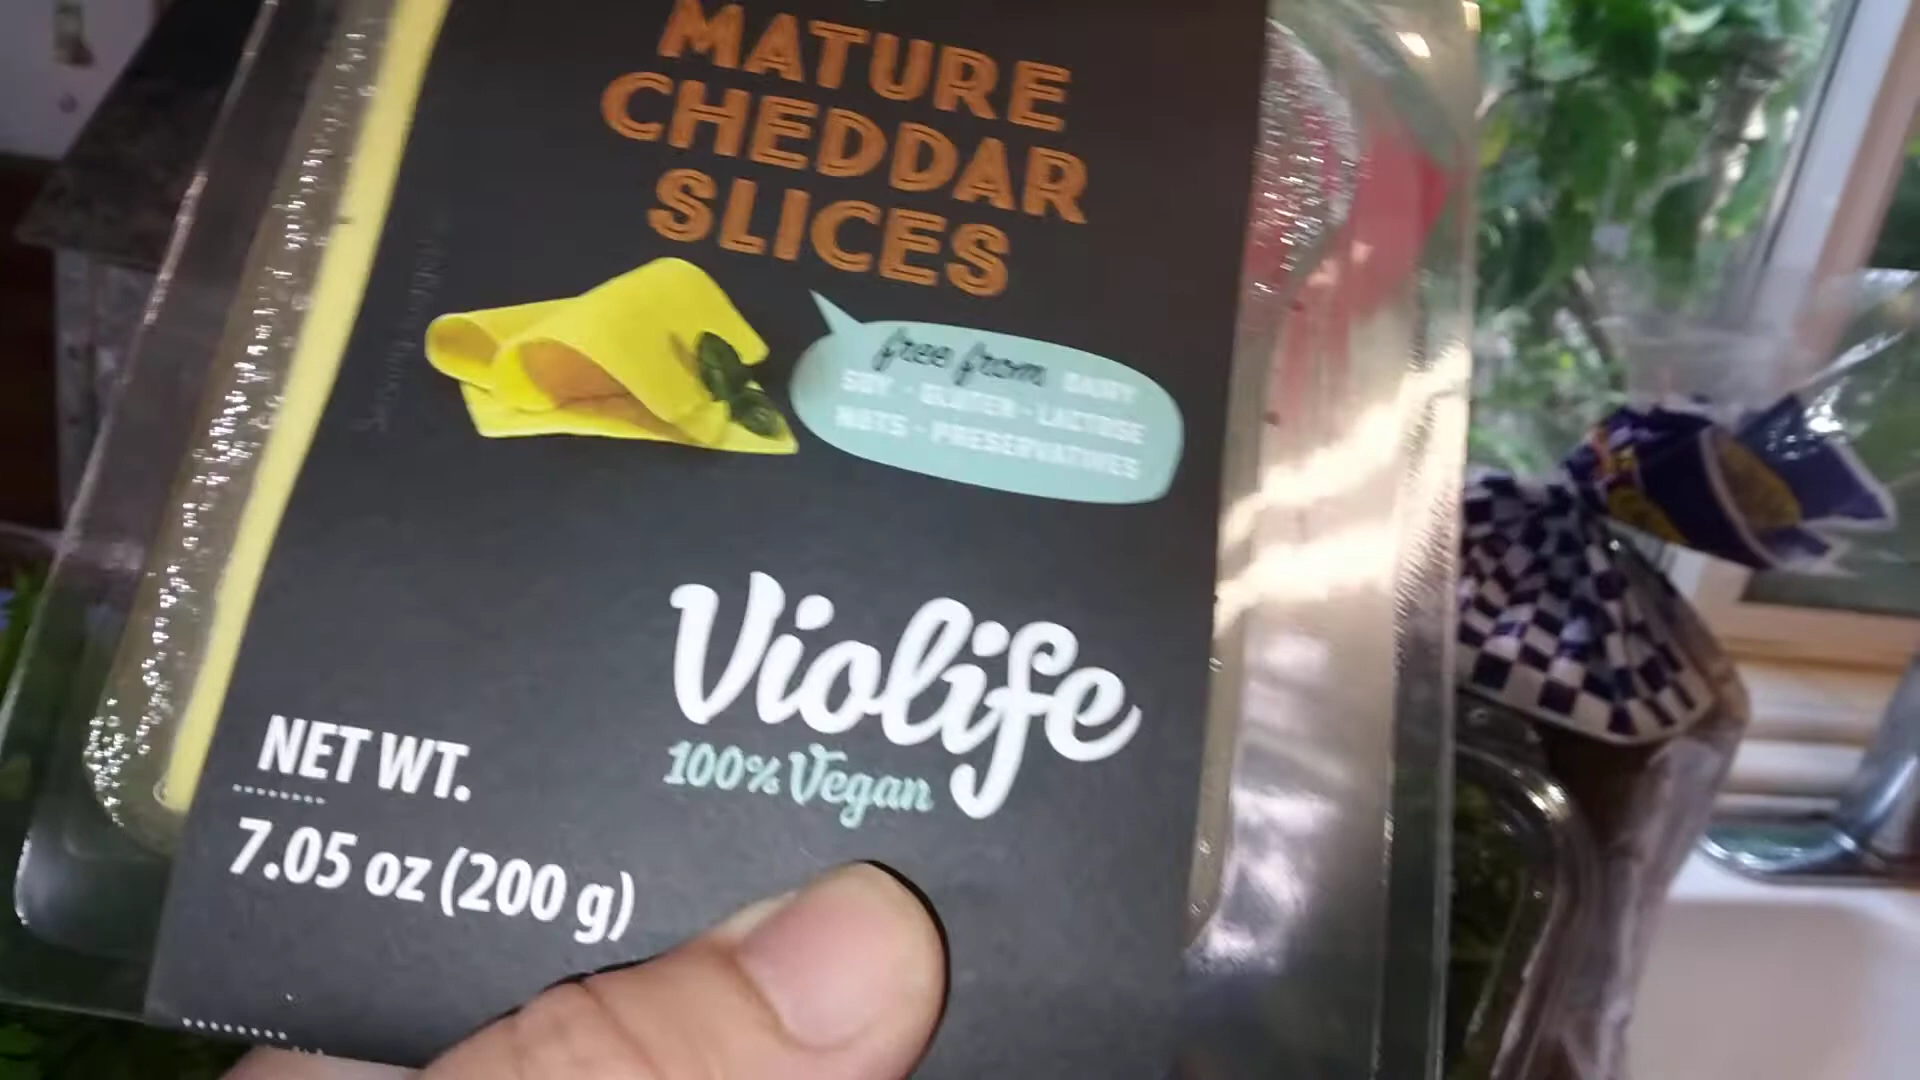 MATURE
CHEDDAR
SLICES
free from DAIRY
SOY · GLUTEN · LACTOSE
NUTS · PRESERVATIVES
Violife
100% Vegan
NET WT.
7.05 oz (200 g)